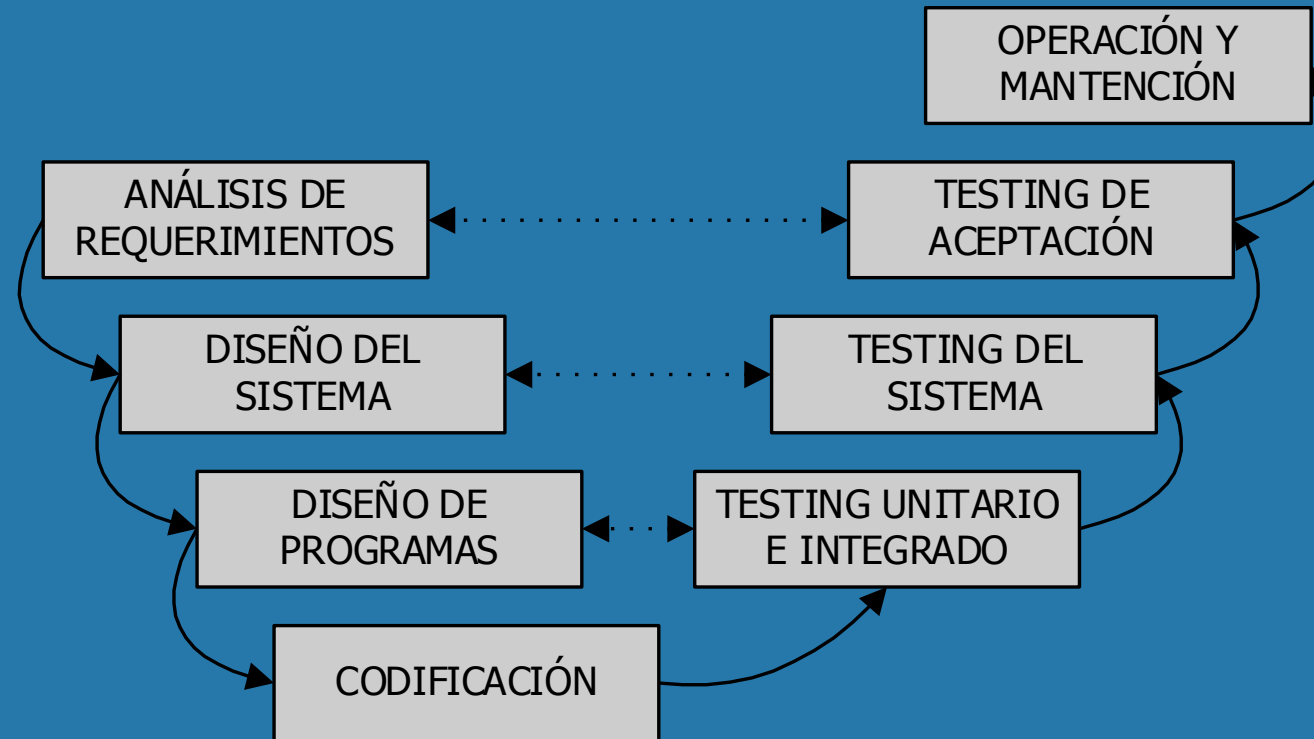 OPERACIÓN Y
MANTENCIÓN
ANÁLISIS DE
REQUERIMIENTOS
TESTING DE
ACEPTACIÓN
DISEÑO DEL
SISTEMA
TESTING DEL
SISTEMA
DISEÑO DE
PROGRAMAS
TESTING UNITARIO
E INTEGRADO
CODIFICACIÓN